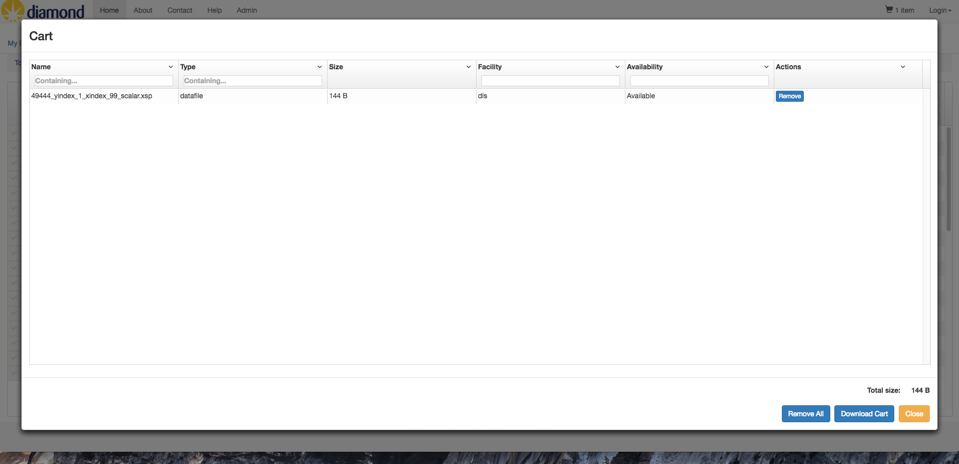 diamond Home About Contact Help Admin 1 item Login
My
Cart
Name Type Size Facility Availability Actions
Containing... Containing...
49444_yindex_1_xindex_99_scalar.xsp datafile 144 B dls Available Remove
Total size: 144 B
Remove All Download Cart Close